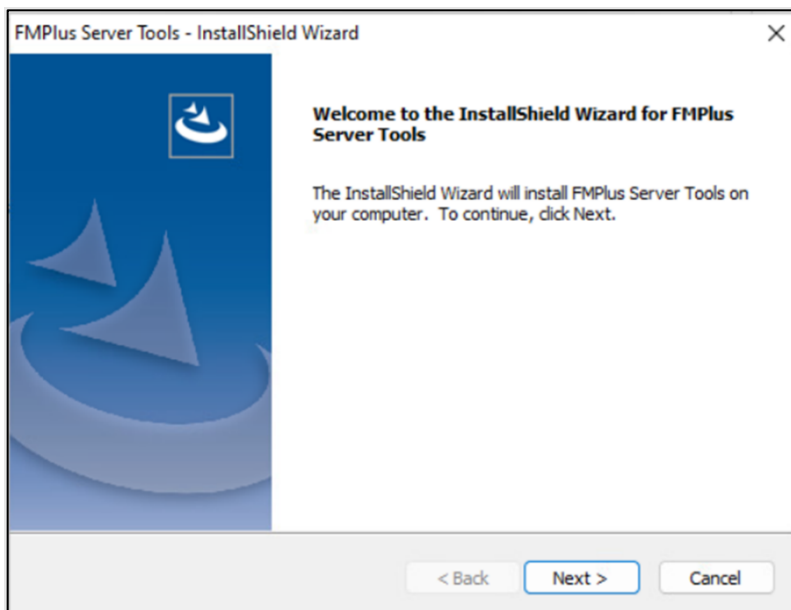 FMPlus Server Tools - InstallShield Wizard
Welcome to the InstallShield Wizard for FMPlus
Server Tools
The InstallShield Wizard will install FMPlus Server Tools on
your computer.  To continue, click Next.
< Back
Next >
Cancel